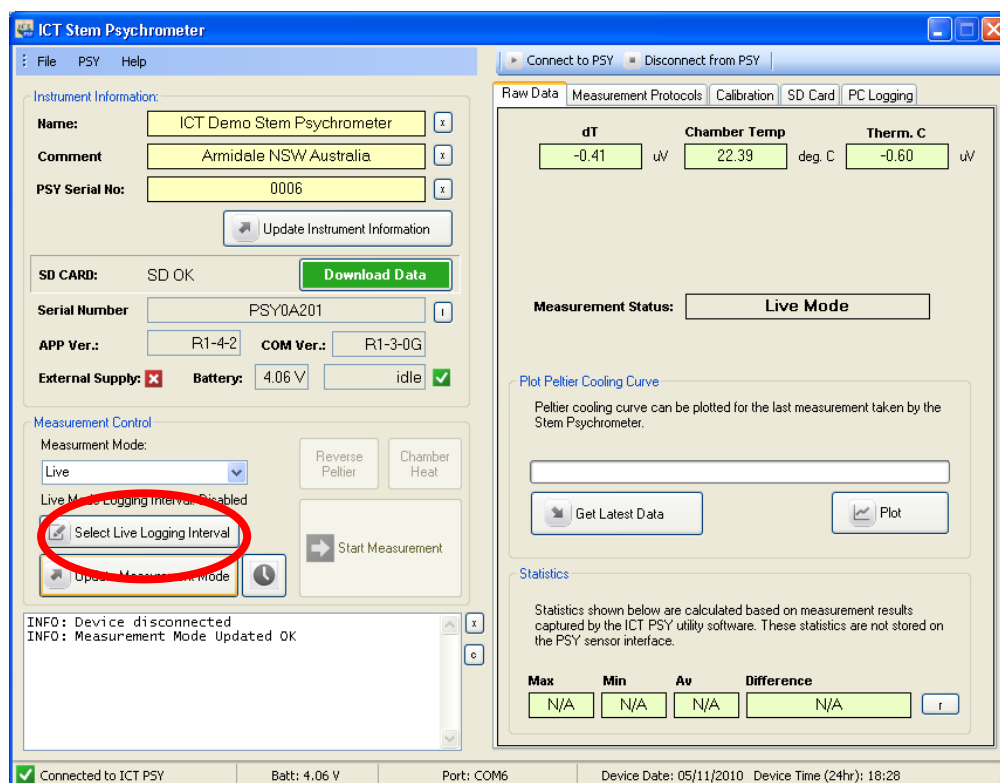 ICT Stem Psychrometer
File PSY Help
Connect to PSY Disconnect from PSY
Instrument Information:
Name: ICT Demo Stem Psychrometer x
Comment Armidale NSW Australia x
PSY Serial No: 0006 x
Update Instrument Information
SD CARD: SD OK Download Data
Serial Number PSY0A201 I
APP Ver.: R1-4-2 COM Ver.: R1-3-0G
External Supply: Battery: 4.06 V idle
Measurement Control
Measurment Mode:
Live
Reverse Peltier
Chamber Heat
Live Mode Logging Interval: Disabled
Select Live Logging Interval
Update Measurement Mode
Start Measurement
INFO: Device disconnected
INFO: Measurement Mode Updated OK
x
c
Raw Data Measurement Protocols Calibration SD Card PC Logging
dT Chamber Temp Therm. C
-0.41 uV 22.39 deg. C -0.60 uV
Measurement Status: Live Mode
Plot Peltier Cooling Curve
Peltier cooling curve can be plotted for the last measurement taken by the
Stem Psychrometer.
Get Latest Data Plot
Statistics
Statistics shown below are calculated based on measurement results
captured by the ICT PSY utility software. These statistics are not stored on
the PSY sensor interface.
Max Min Av Difference
N/A N/A N/A N/A r
Connected to ICT PSY Batt: 4.06 V Port: COM6 Device Date: 05/11/2010 Device Time (24hr): 18:28